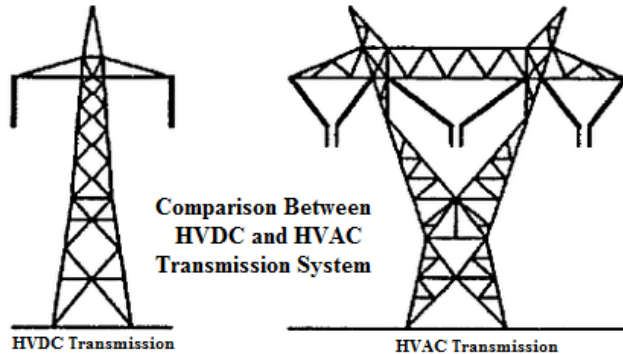 Comparison Between
HVDC and HVAC
Transmission System
HVDC Transmission
HVAC Transmission